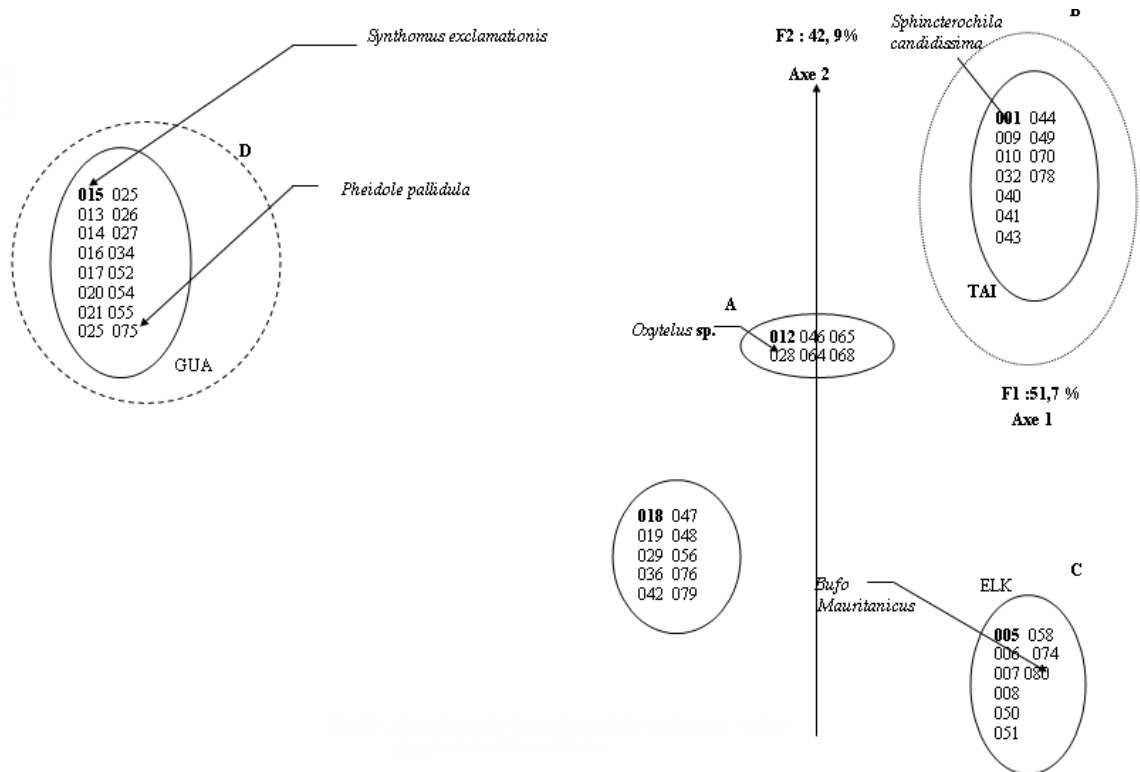 Synthomus exclamationis
D
015 025
013 026
014 027
016 034
017 052
020 054
021 055
025 075
GUA
Pheidole pallidula
F2 : 42, 9%
Axe 2
Sphincterochila
candidissima
001 044
009 049
010 070
032 078
040
041
043
TAI
A
Oxytelus sp.
012 046 065
028 064 068
F1 :51,7 %
Axe 1
018 047
019 048
029 056
036 076
042 079
Bufo
Mauritanicus
ELK
C
005 058
006 074
007 080
008
050
051